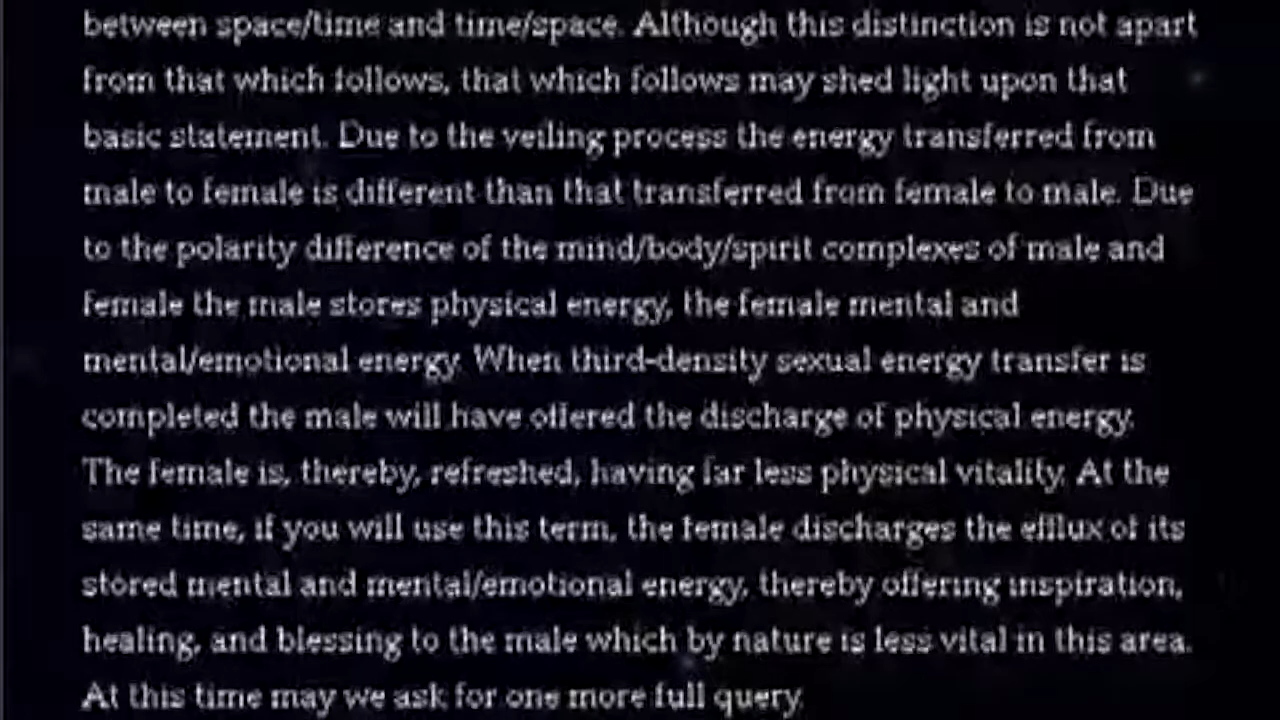 between space/time and time/space. Although this distinction is not apart
from that which follows, that which follows may shed light upon that
basic statement. Due to the veiling process the energy transferred from
male to female is different than that transferred from female to male. Due
to the polarity difference of the mind/body/spirit complexes of male and
female the male stores physical energy, the female mental and
mental/emotional energy. When third-density sexual energy transfer is
completed the male will have offered the discharge of physical energy.
The female is, thereby, refreshed, having far less physical vitality. At the
same time, if you will use this term, the female discharges the efflux of its
stored mental and mental/emotional energy, thereby offering inspiration,
healing, and blessing to the male which by nature is less vital in this area.
At this time may we ask for one more full query.